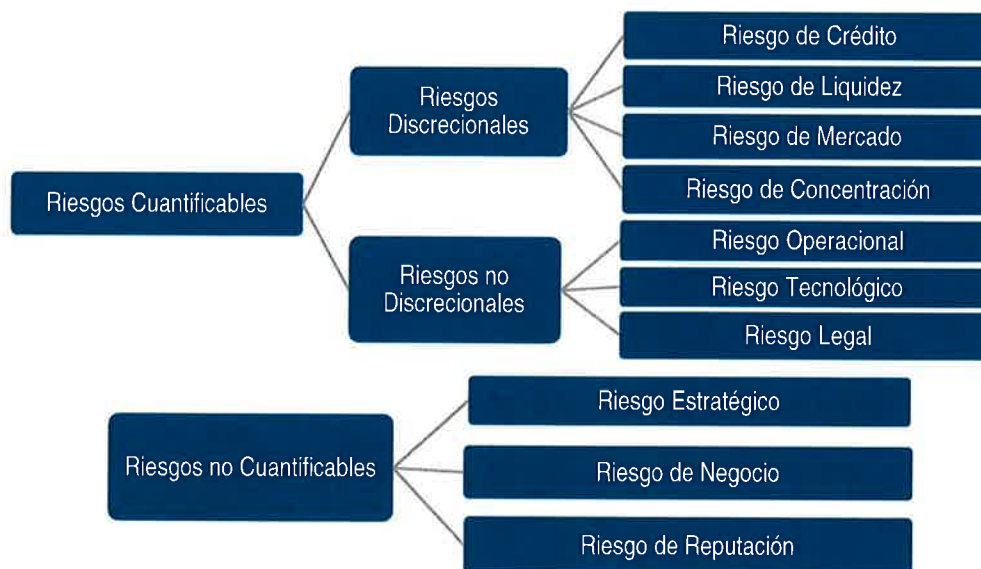 Riesgos Cuantificables
Riesgos
Discrecionales
Riesgo de Crédito
Riesgo de Liquidez
Riesgo de Mercado
Riesgo de Concentración
Riesgos no
Discrecionales
Riesgo Operacional
Riesgo Tecnológico
Riesgo Legal
Riesgos no Cuantificables
Riesgo Estratégico
Riesgo de Negocio
Riesgo de Reputación